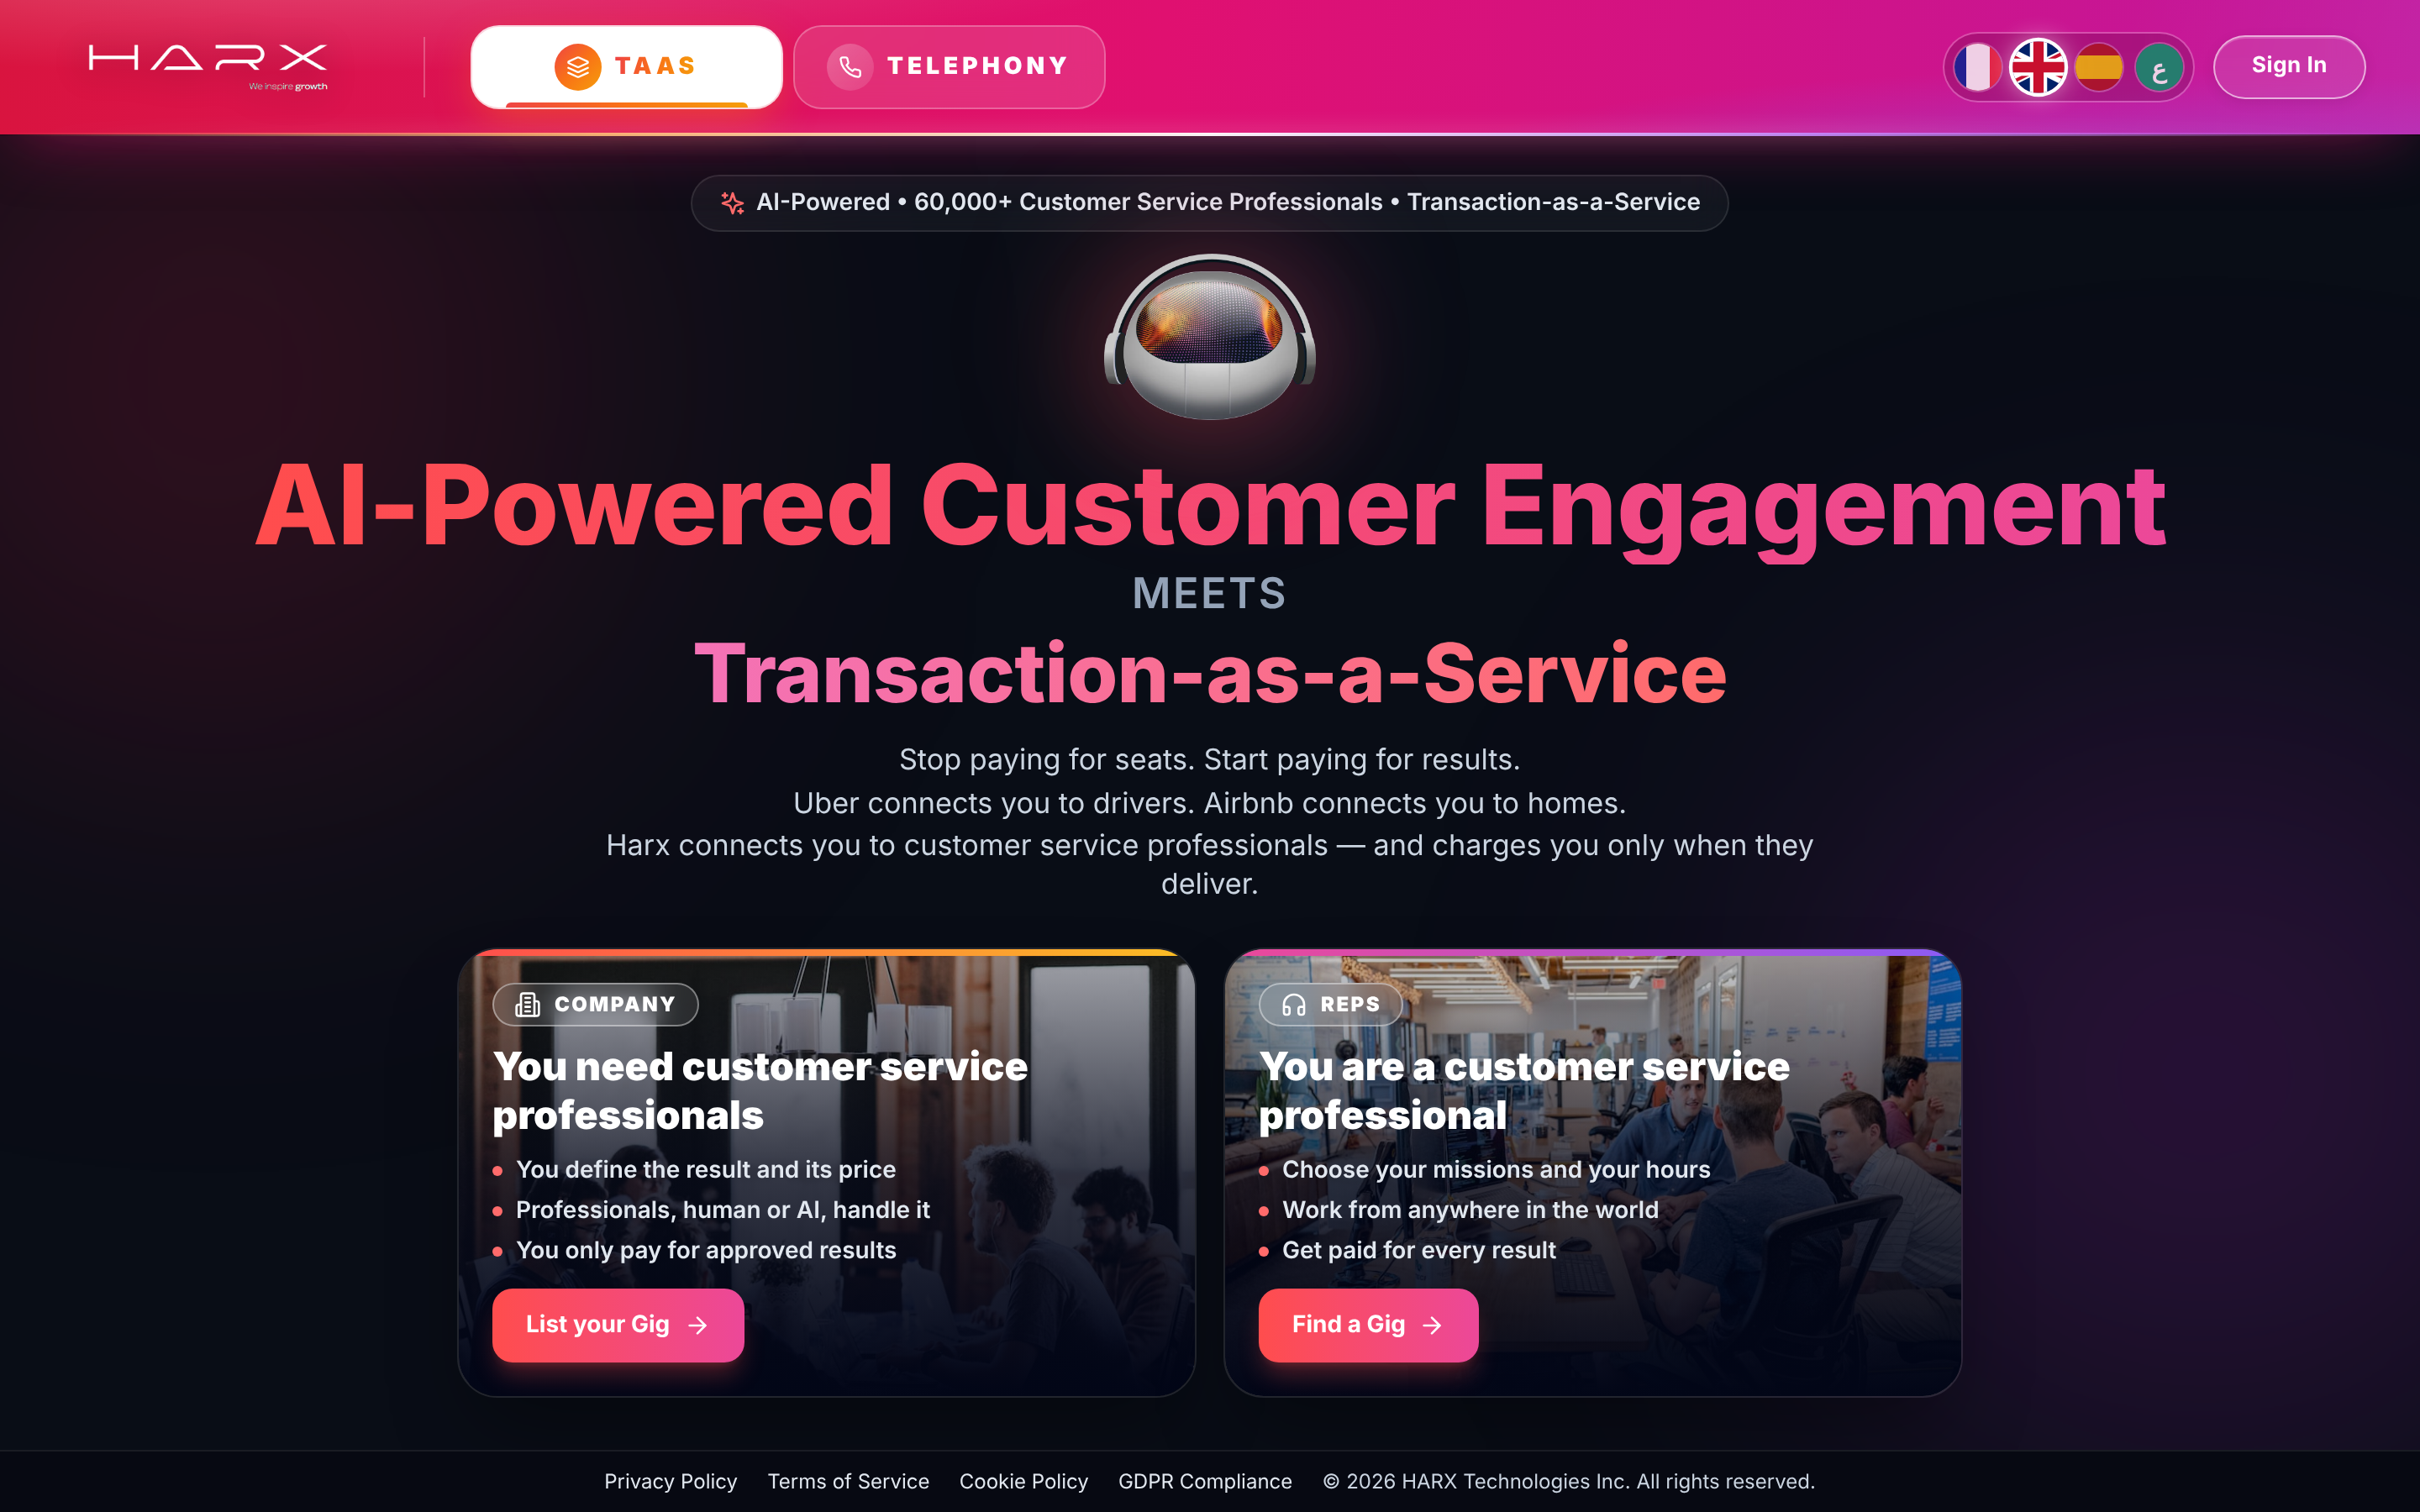 HARX
We inspire growth
TAAS
TELEPHONY
ع
Sign In
AI-Powered • 60,000+ Customer Service Professionals • Transaction-as-a-Service
AI-Powered Customer Engagement
MEETS
Transaction-as-a-Service
Stop paying for seats. Start paying for results.
Uber connects you to drivers. Airbnb connects you to homes.
Harx connects you to customer service professionals — and charges you only when they
deliver.
COMPANY
You need customer service
professionals
• You define the result and its price
• Professionals, human or AI, handle it
• You only pay for approved results
List your Gig →
REPS
You are a customer service
professional
• Choose your missions and your hours
• Work from anywhere in the world
• Get paid for every result
Find a Gig →
Privacy Policy Terms of Service Cookie Policy GDPR Compliance © 2026 HARX Technologies Inc. All rights reserved.